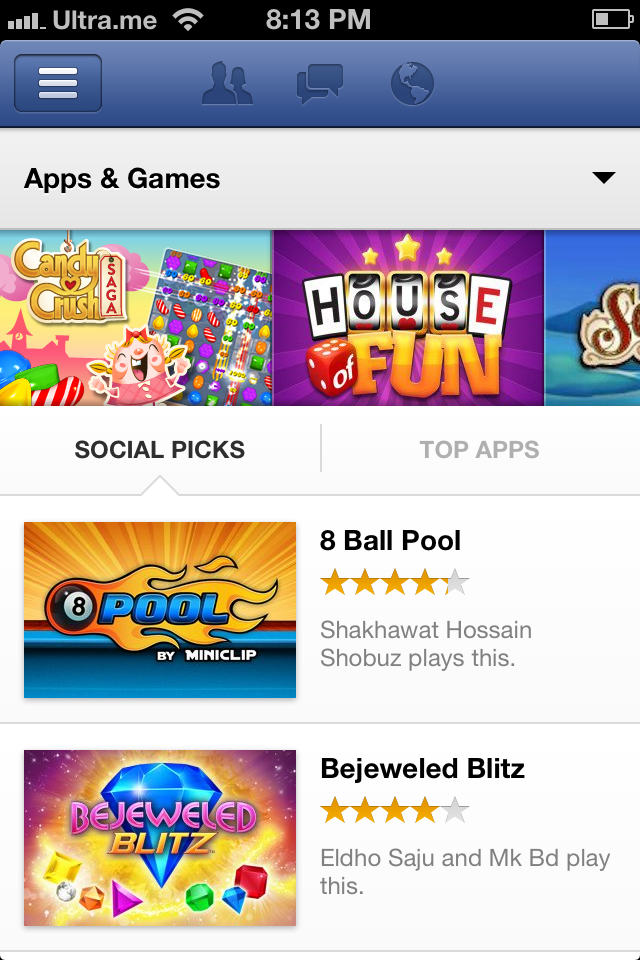 Ultra.me 8:13 PM
Apps & Games
Candy Crush SAGA
HOUSE of FUN
SOCIAL PICKS TOP APPS
8 POOL
BY MINICLIP
8 Ball Pool
Shakhawat Hossain
Shobuz plays this.
BEJEWELED
BLITZ
Bejeweled Blitz
Eldho Saju and Mk Bd play
this.